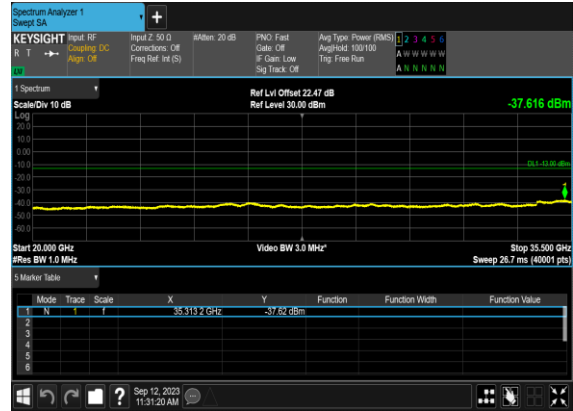 Spectrum Analyzer 1
Swept SA
+
KEYSIGHT Input: RF Input Z: 50 Ω #Atten: 20 dB PNO: Fast Avg Type: Power (RMS) 1 2 3 4 5 6
R T Coupling: DC Corrections: Off Gate: Off Avg|Hold: 100/100 A W W W W W
Align: Off Freq Ref: Int (S) IF Gain: Low Trig: Free Run
LXI Sig Track: Off A N N N N N
1 Spectrum
Ref Lvl Offset 22.47 dB
Scale/Div 10 dB Ref Level 30.00 dBm -37.616 dBm
Log
20.0
10.0
0.00
-10.0 DL1 -13.00 dBm
-20.0
-30.0 1
-40.0
-50.0
-60.0
Start 20.000 GHz Video BW 3.0 MHz* Stop 35.500 GHz
#Res BW 1.0 MHz Sweep 26.7 ms (40001 pts)
5 Marker Table
Mode Trace Scale X Y Function Function Width Function Value
1 N 1 f 35.313 2 GHz -37.62 dBm
2
3
4
5
6
? Sep 12, 2023
11:31:20 AM